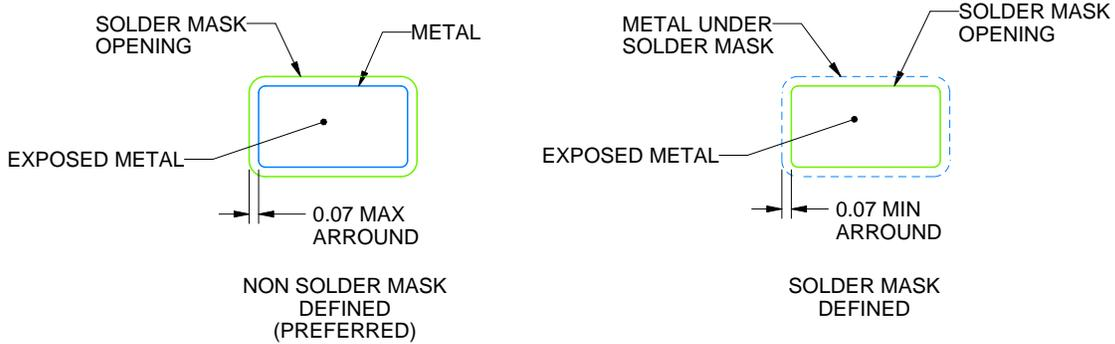 SOLDER MASK
OPENING
METAL
EXPOSED METAL
0.07 MAX
ARROUND
NON SOLDER MASK
DEFINED
(PREFERRED)
METAL UNDER
SOLDER MASK
SOLDER MASK
OPENING
EXPOSED METAL
0.07 MIN
ARROUND
SOLDER MASK
DEFINED